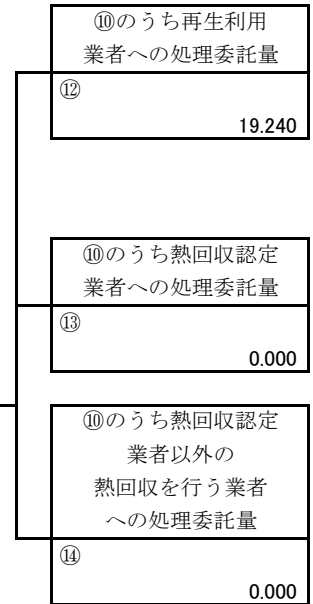 ⑩のうち再生利用
業者への処理委託量
⑫
19.240
⑩のうち熱回収認定
業者への処理委託量
⑬
0.000
⑩のうち熱回収認定
業者以外の
熱回収を行う業者
への処理委託量
⑭
0.000